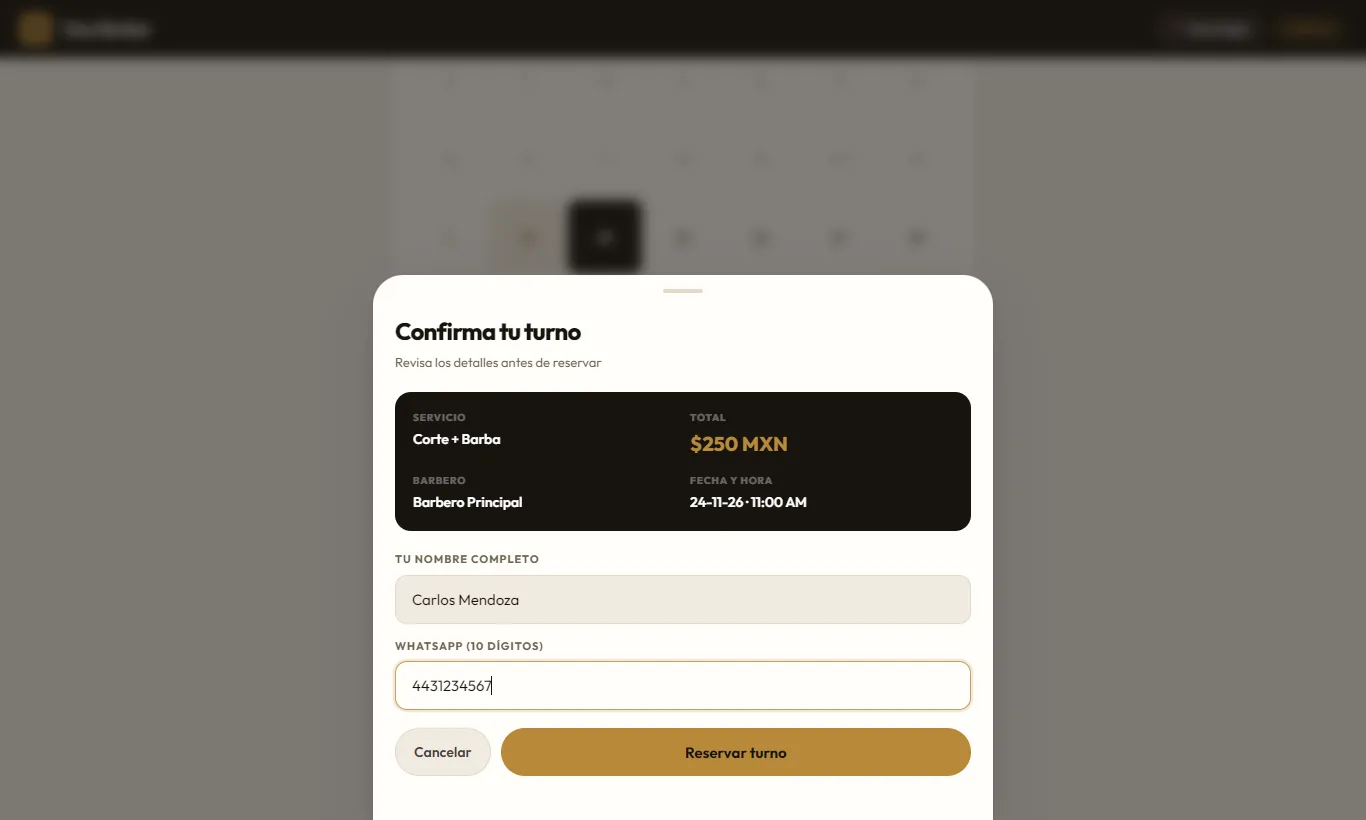 Confirma tu turno
Revisa los detalles antes de reservar
SERVICIO
Corte + Barba
TOTAL
$250 MXN
BARBERO
Barbero Principal
FECHA Y HORA
24-11-26 · 11:00 AM
TU NOMBRE COMPLETO
Carlos Mendoza
WHATSAPP (10 DÍGITOS)
4431234567
Cancelar
Reservar turno